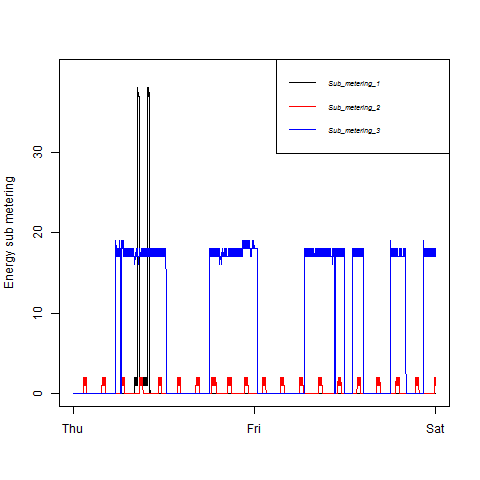 Sub_metering_1
Sub_metering_2
Sub_metering_3
Energy sub metering
30
20
10
0
Thu Fri Sat